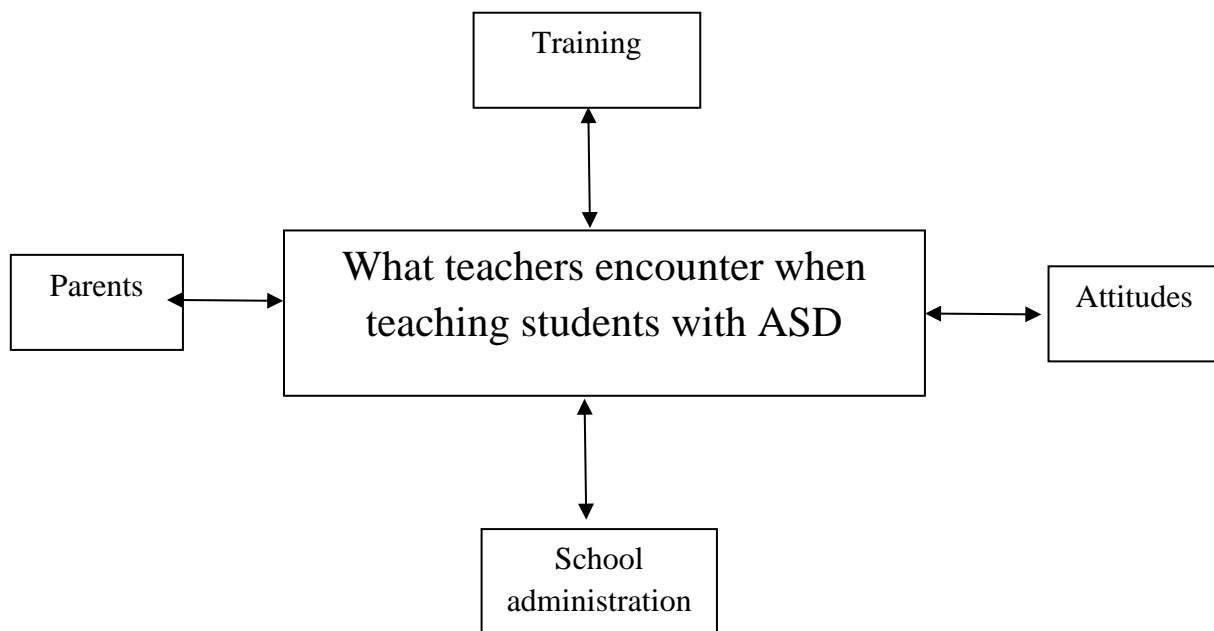 Training
What teachers encounter when
teaching students with ASD
Parents
Attitudes
School
administration